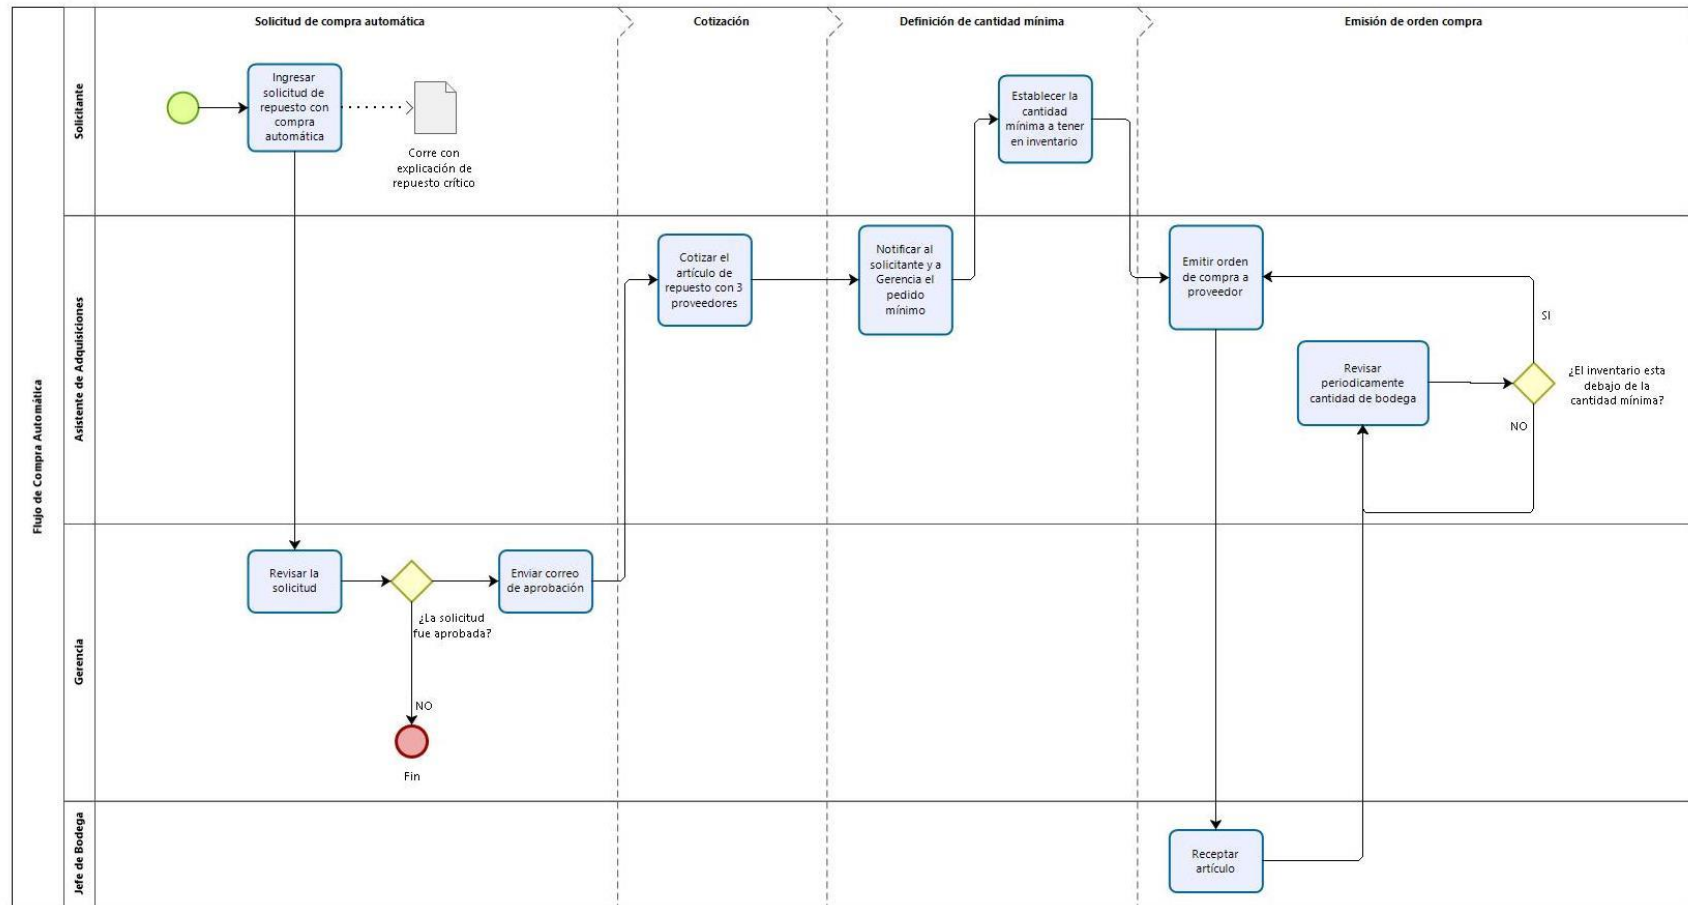 Solicitud de compra automática
Cotización
Definición de cantidad mínima
Emisión de orden compra
Flujo de Compra Automática
Solicitante
Ingresar
solicitud de
repuesto con
compra
automática
Corre con
explicación de
repuesto crítico
Establecer la
cantidad
mínima a tener
en inventario
Asistente de Adquisiciones
Cotizar el
artículo de
repuesto con 3
proveedores
Notificar al
solicitante y a
Gerencia el
pedido
mínimo
Emitir orden
de compra a
proveedor
SI
Revisar
periodicamente
cantidad de bodega
¿El inventario esta
debajo de la
cantidad mínima?
NO
Gerencia
Revisar la
solicitud
¿La solicitud
fue aprobada?
Enviar correo
de aprobación
NO
Fin
Jefe de Bodega
Receptar
artículo